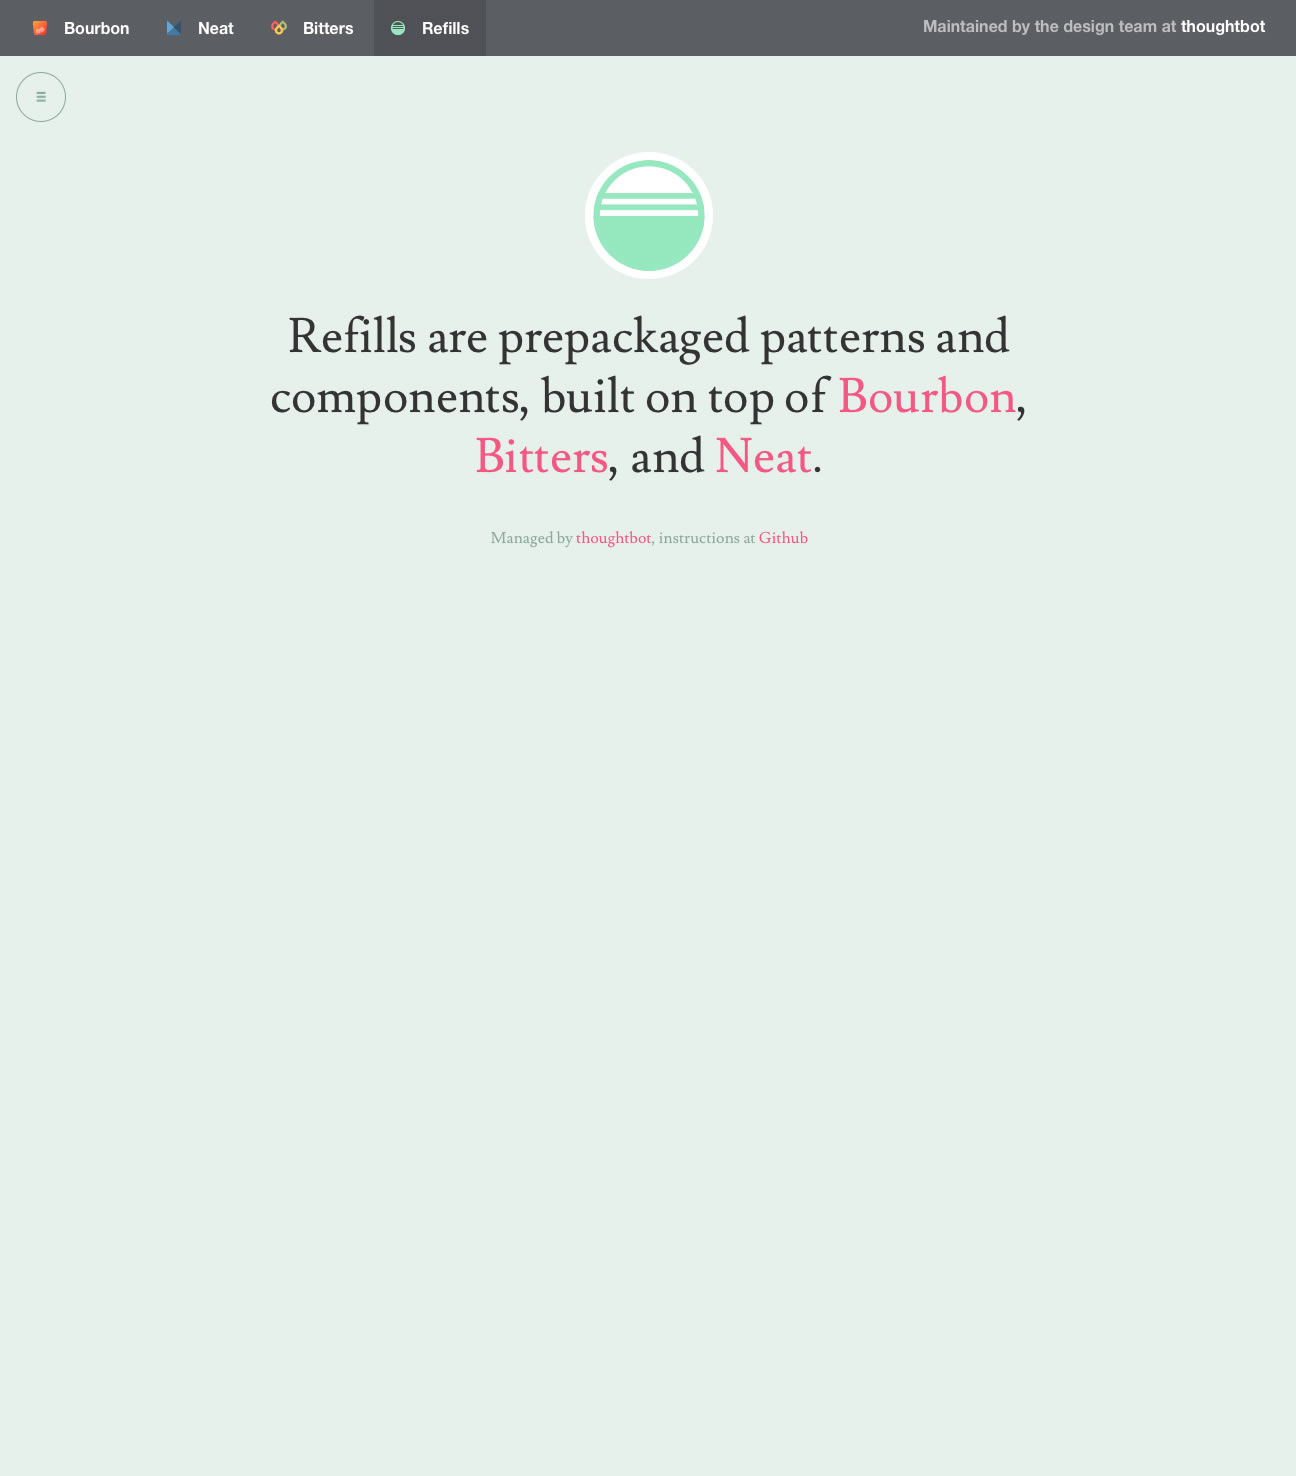 Bourbon Neat Bitters Refills Maintained by the design team at thoughtbot
Refills are prepackaged patterns and
components, built on top of Bourbon,
Bitters, and Neat.
Managed by thoughtbot, instructions at Github